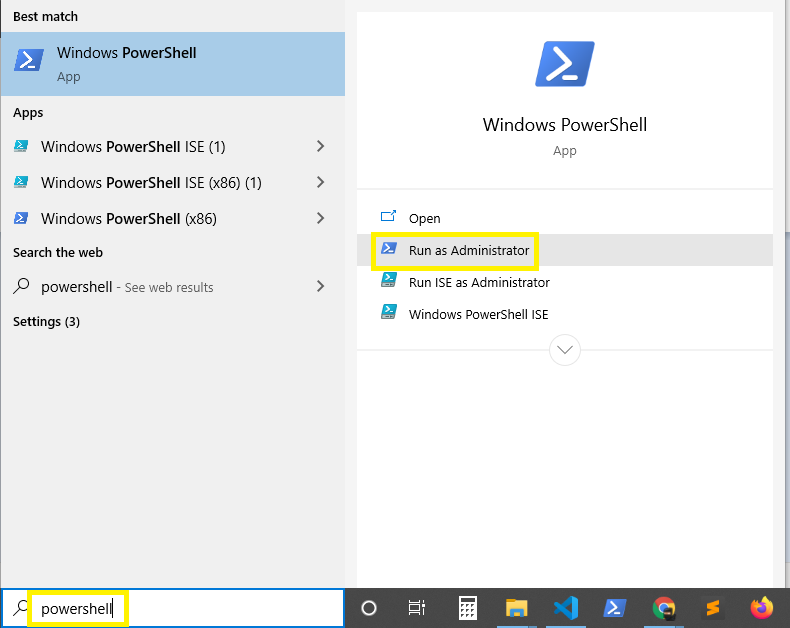 Best match
Windows PowerShell
App
Apps
Windows PowerShell ISE (1)
Windows PowerShell ISE (x86) (1)
Windows PowerShell (x86)
Search the web
powershell - See web results
Settings (3)
Windows PowerShell
App
Open
Run as Administrator
Run ISE as Administrator
Windows PowerShell ISE
powershell